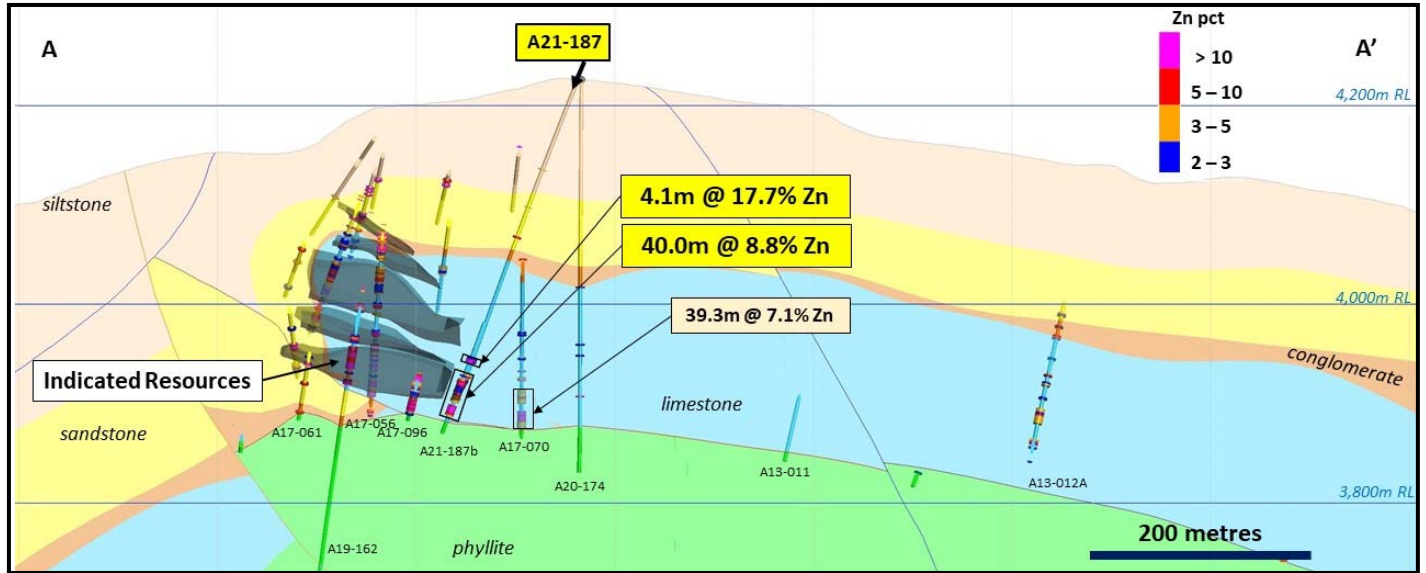 A
A21-187
Zn pct
> 10
5 – 10
3 – 5
2 – 3
A'
4,200m RL
siltstone
4.1m @ 17.7% Zn
40.0m @ 8.8% Zn
39.3m @ 7.1% Zn
4,000m RL
conglomerate
Indicated Resources
limestone
sandstone
A17-061
A17-056
A17-096
A21-187b
A17-070
A20-174
A13-011
A13-012A
3,800m RL
A19-162
phyllite
200 metres